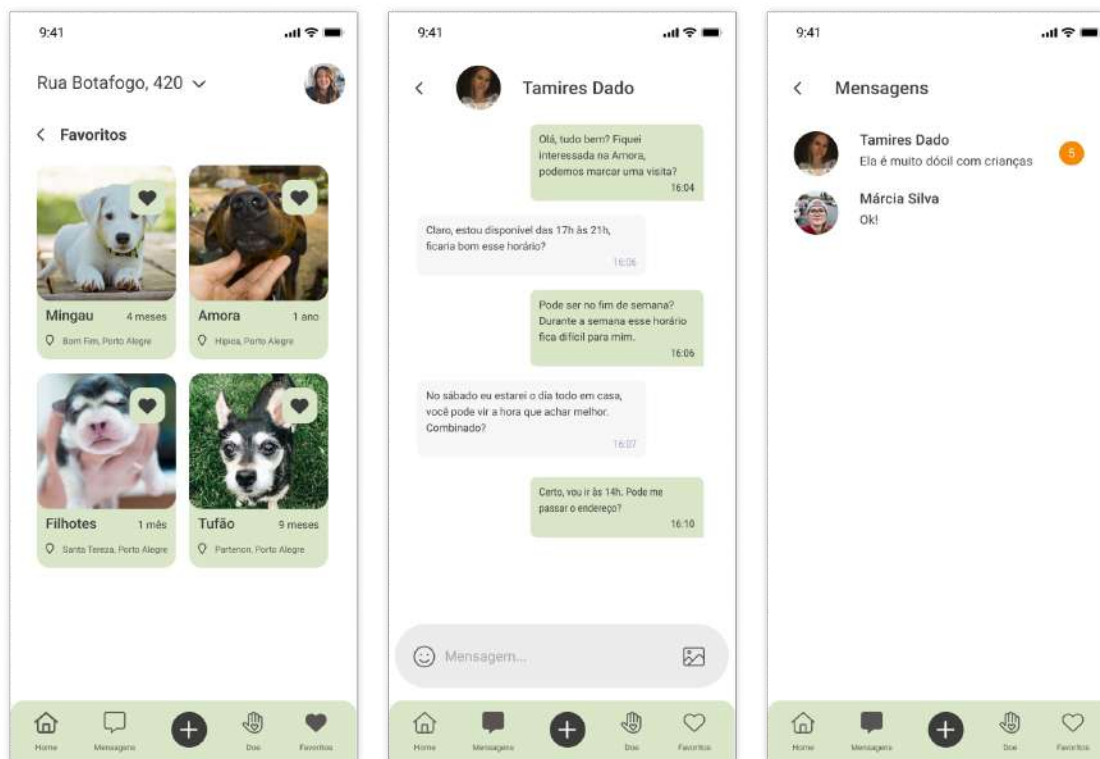 9:41
Rua Botafogo, 420
Favoritos
Mingau 4 meses
Bom Fim, Porto Alegre
Amora 1 ano
Hípica, Porto Alegre
Filhotes 1 mês
Santa Tereza, Porto Alegre
Tufão 9 meses
Partenon, Porto Alegre
Home Mensagens Doe Favoritos
9:41
Tamires Dado
Olá, tudo bem? Fiquei
interessada na Amora,
podemos marcar uma visita?
16:04
Claro, estou disponível das 17h às 21h,
ficaria bom esse horário?
16:06
Pode ser no fim de semana?
Durante a semana esse horário
fica difícil para mim.
16:06
No sábado eu estarei o dia todo em casa,
você pode vir a hora que achar melhor.
Combinado?
16:07
Certo, vou ir às 14h. Pode me
passar o endereço?
16:10
Mensagem...
Home Mensagens Doe Favoritos
9:41
Mensagens
Tamires Dado
Ela é muito dócil com crianças
5
Márcia Silva
Ok!
Home Mensagens Doe Favoritos